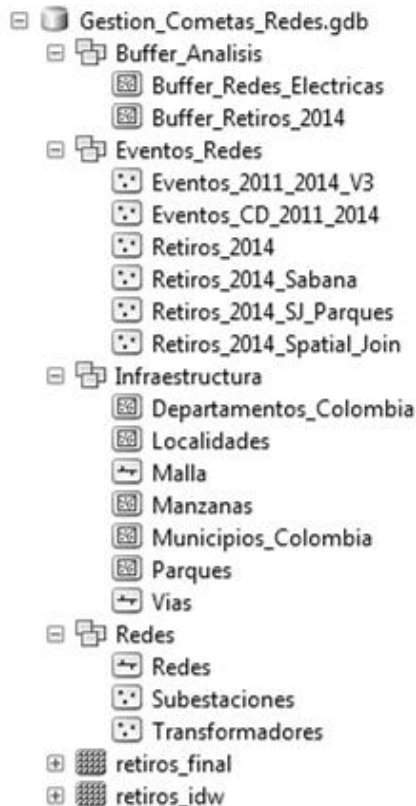 Gestion_Cometas_Redes.gdb
Buffer_Analisis
Buffer_Redes_Electricas
Buffer_Retiros_2014
Eventos_Redes
Eventos_2011_2014_V3
Eventos_CD_2011_2014
Retiros_2014
Retiros_2014_Sabana
Retiros_2014_SJ_Parques
Retiros_2014_Spatial_Join
Infraestructura
Departamentos_Colombia
Localidades
Malla
Manzanas
Municipios_Colombia
Parques
Vias
Redes
Redes
Subestaciones
Transformadores
retiros_final
retiros_idw